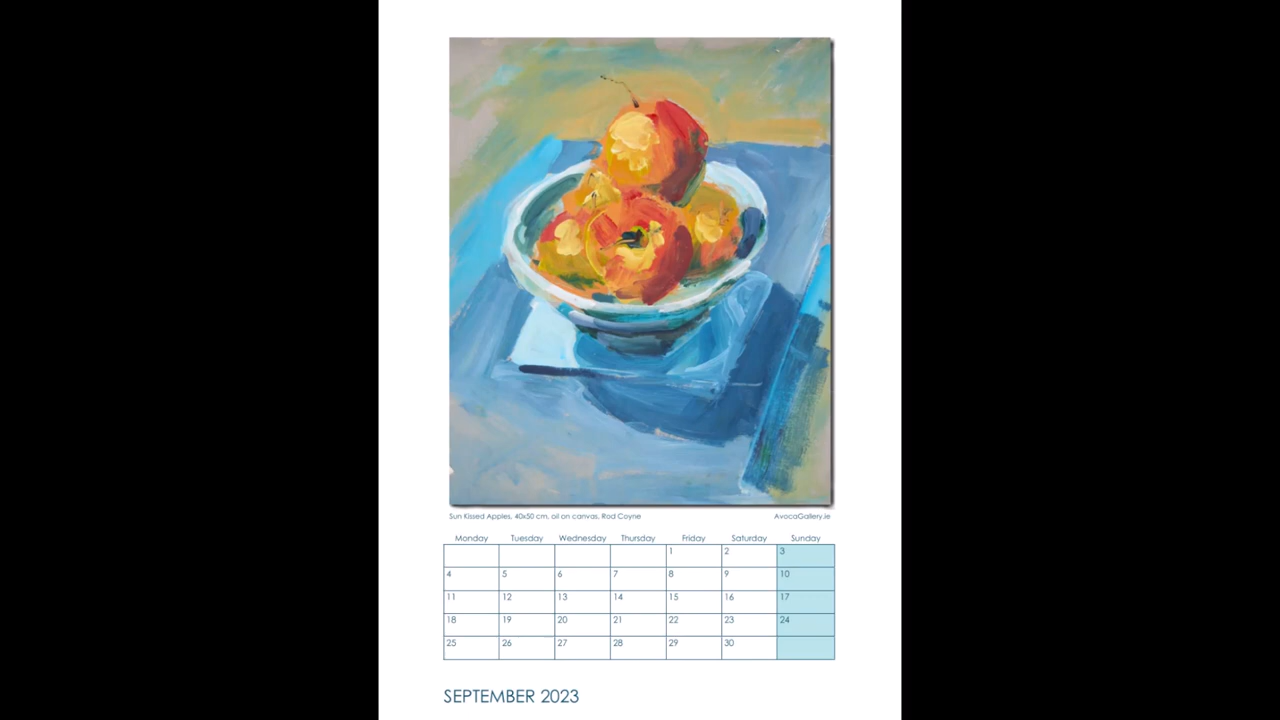 Sun Kissed Apples, 40x50 cm, oil on canvas, Rod Coyne AvocaGallery.ie
Monday Tuesday Wednesday Thursday Friday Saturday Sunday
1 2 3
4 5 6 7 8 9 10
11 12 13 14 15 16 17
18 19 20 21 22 23 24
25 26 27 28 29 30
SEPTEMBER 2023